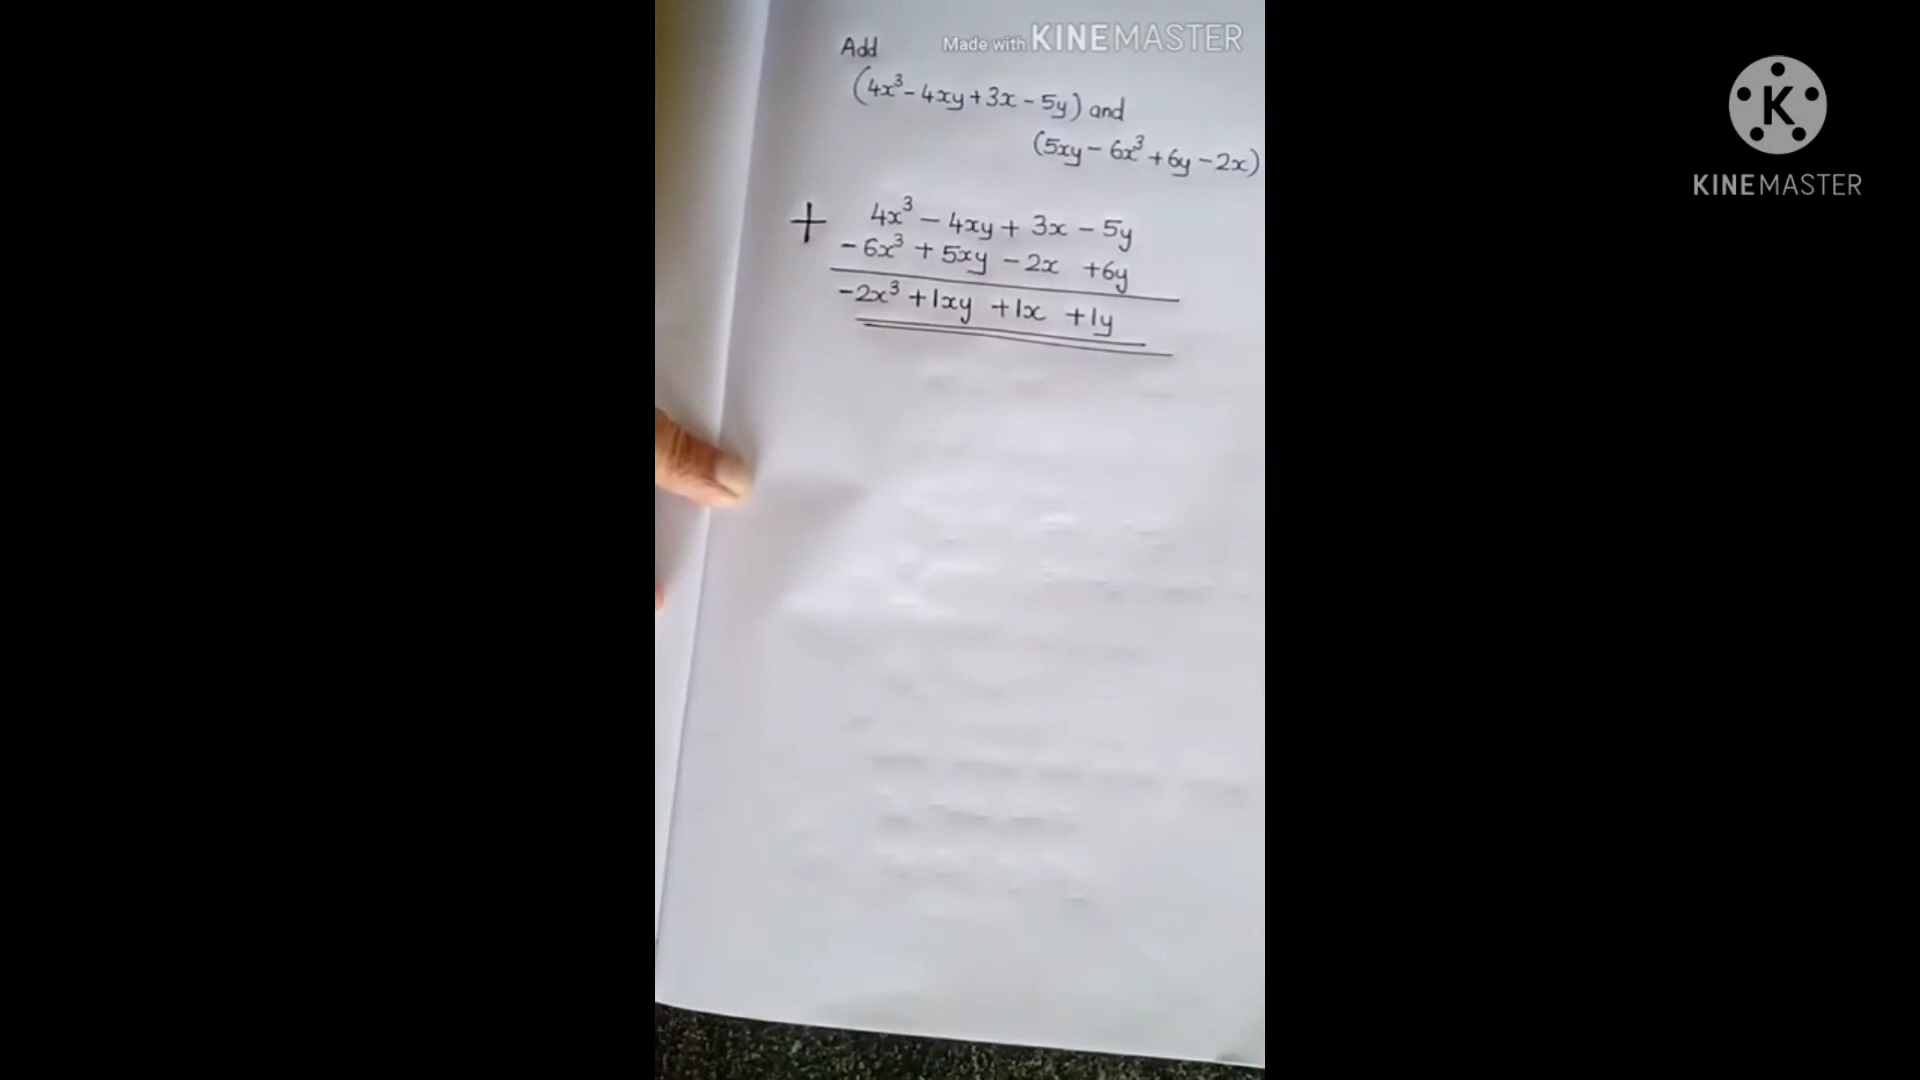 Made with KINEMASTER
Add
(4x³ - 4xy + 3x - 5y) and
(5xy - 6x³ + 6y - 2x)
+ 4x³ - 4xy + 3x - 5y
- 6x³ + 5xy - 2x + 6y
-2x³ + 1xy + 1x + 1y
K
KINEMASTER